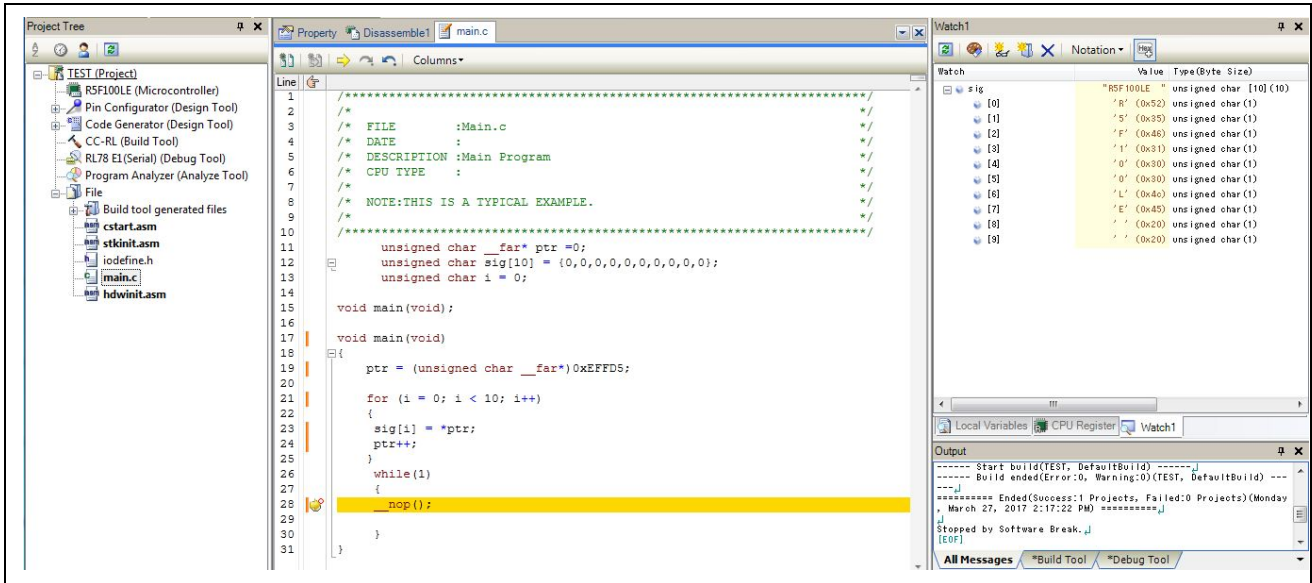 Project Tree
TEST (Project)
R5F100LE (Microcontroller)
Pin Configurator (Design Tool)
Code Generator (Design Tool)
CC-RL (Build Tool)
RL78 E1(Serial) (Debug Tool)
Program Analyzer (Analyze Tool)
File
Build tool generated files
cstart.asm
stkinit.asm
iodefine.h
main.c
hdwinit.asm
Property Disassemble1 main.c
Columns
Line
1 /***********************************************************************/
2 /* */
3 /* FILE :Main.c */
4 /* DATE : */
5 /* DESCRIPTION :Main Program */
6 /* CPU TYPE : */
7 /* */
8 /* NOTE:THIS IS A TYPICAL EXAMPLE. */
9 /* */
10 /***********************************************************************/
11 unsigned char __far* ptr =0;
12 unsigned char sig[10] = {0,0,0,0,0,0,0,0,0,0};
13 unsigned char i = 0;
14
15 void main(void);
16
17 void main(void)
18 {
19 ptr = (unsigned char __far*)0xEFFD5;
20
21 for (i = 0; i < 10; i++)
22 {
23 sig[i] = *ptr;
24 ptr++;
25 }
26 while(1)
27 {
28 __nop();
29
30 }
31 }
Watch1
Notation Hex
Watch Value Type(Byte Size)
sig "R5F100LE  " unsigned char [10](10)
[0] 'R' (0x52) unsigned char(1)
[1] '5' (0x35) unsigned char(1)
[2] 'F' (0x46) unsigned char(1)
[3] '1' (0x31) unsigned char(1)
[4] '0' (0x30) unsigned char(1)
[5] '0' (0x30) unsigned char(1)
[6] 'L' (0x4c) unsigned char(1)
[7] 'E' (0x45) unsigned char(1)
[8] ' ' (0x20) unsigned char(1)
[9] ' ' (0x20) unsigned char(1)
Local Variables CPU Register Watch1
Output
------ Start build(TEST, DefaultBuild) ------
------ Build ended(Error:0, Warning:0)(TEST, DefaultBuild) ---
---
========== Ended(Success:1 Projects, Failed:0 Projects)(Monday
, March 27, 2017 2:17:22 PM) ==========
Stopped by Software Break.
[EOF]
All Messages *Build Tool *Debug Tool